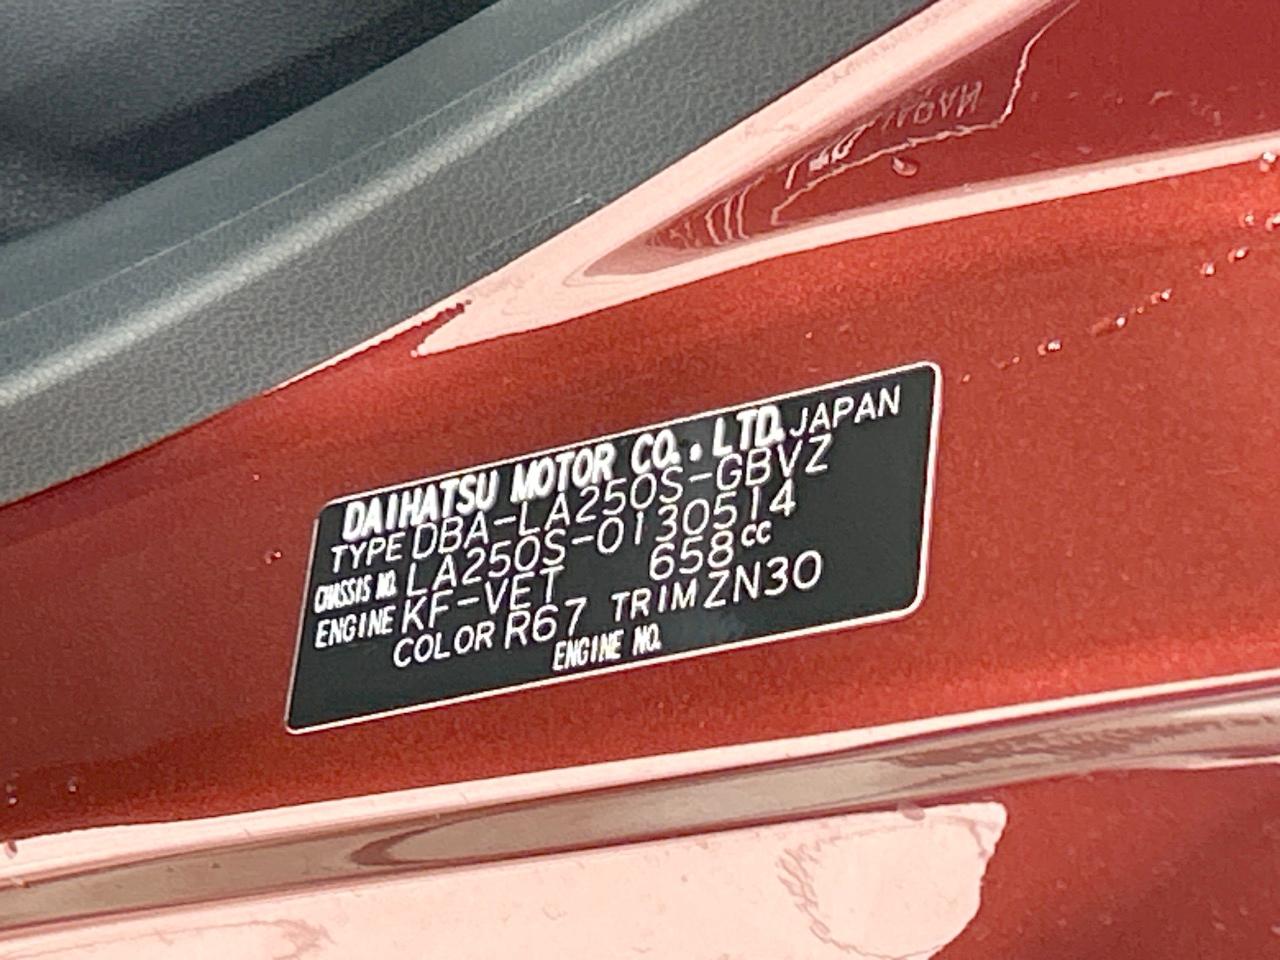 DAIHATSU MOTOR CO., LTD. JAPAN
TYPE DBA-LA250S-GBVZ
CHASSIS NO. LA250S-0130514
ENGINE KF-VET 658cc
COLOR R67 TRIM ZN30
ENGINE NO.